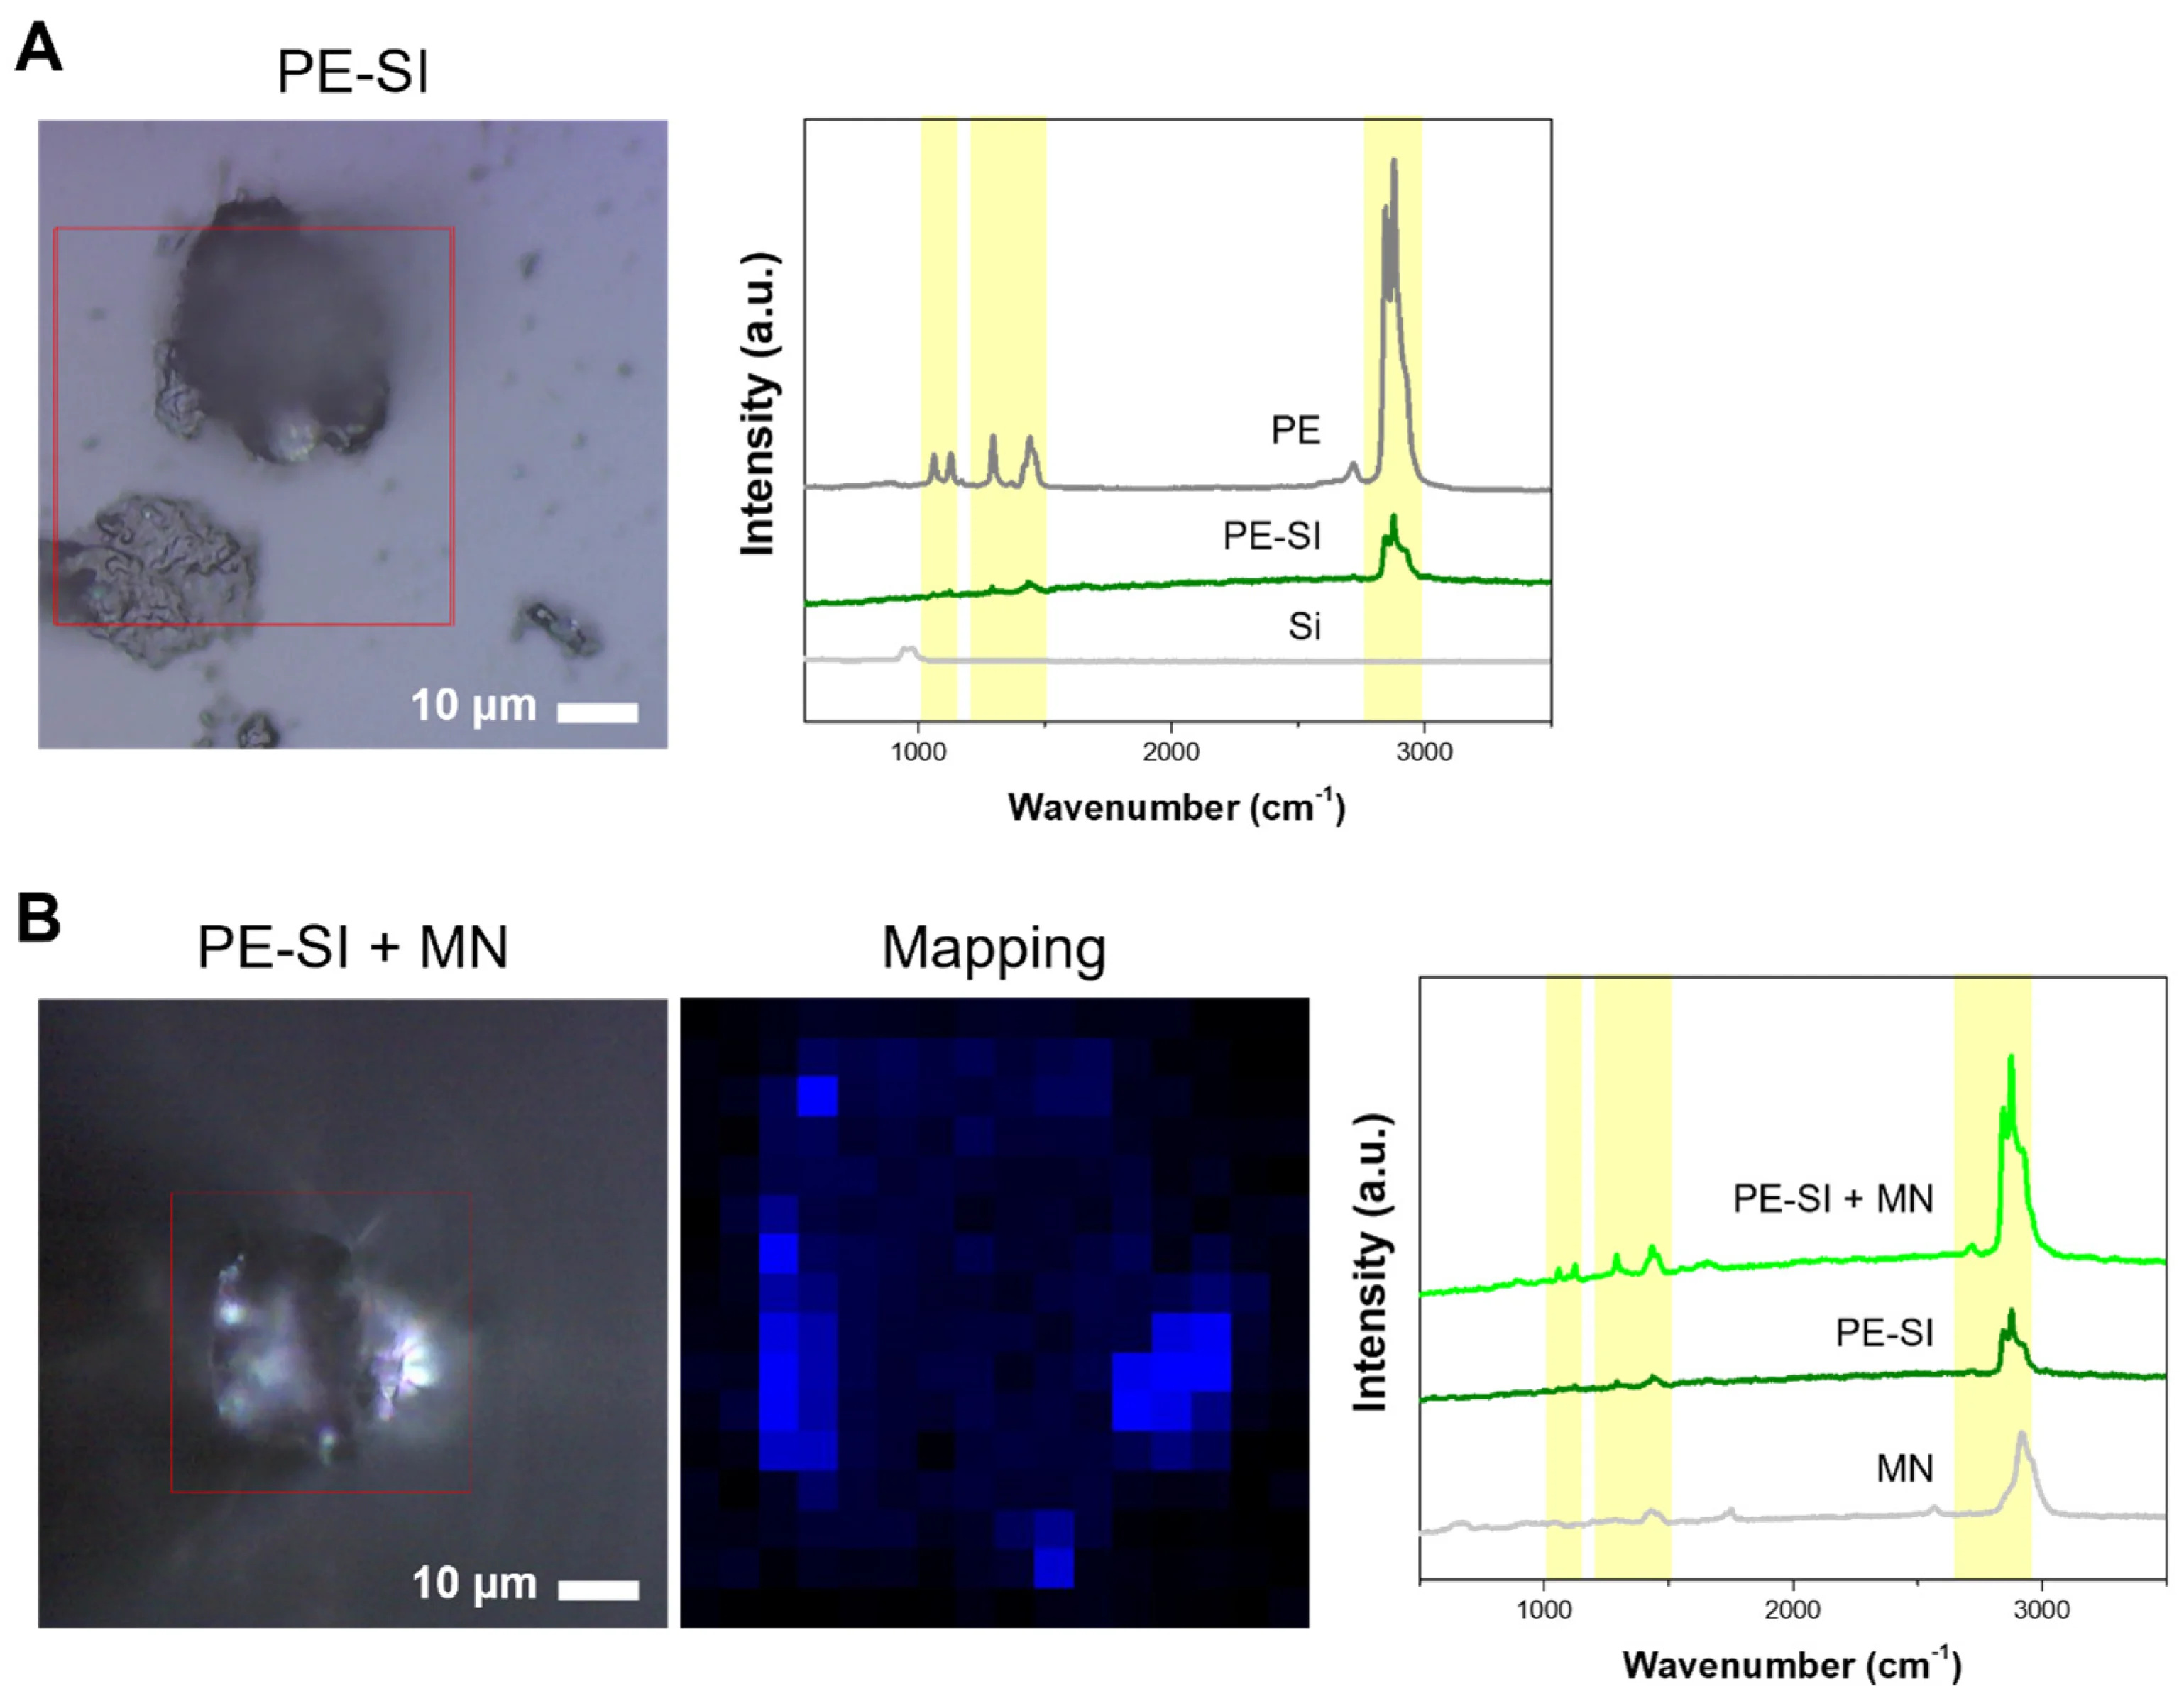 A
PE-SI
10 µm
Intensity (a.u.)
PE
PE-SI
Si
1000 2000 3000
Wavenumber (cm⁻¹)
B
PE-SI + MN
Mapping
10 µm
Intensity (a.u.)
PE-SI + MN
PE-SI
MN
1000 2000 3000
Wavenumber (cm⁻¹)